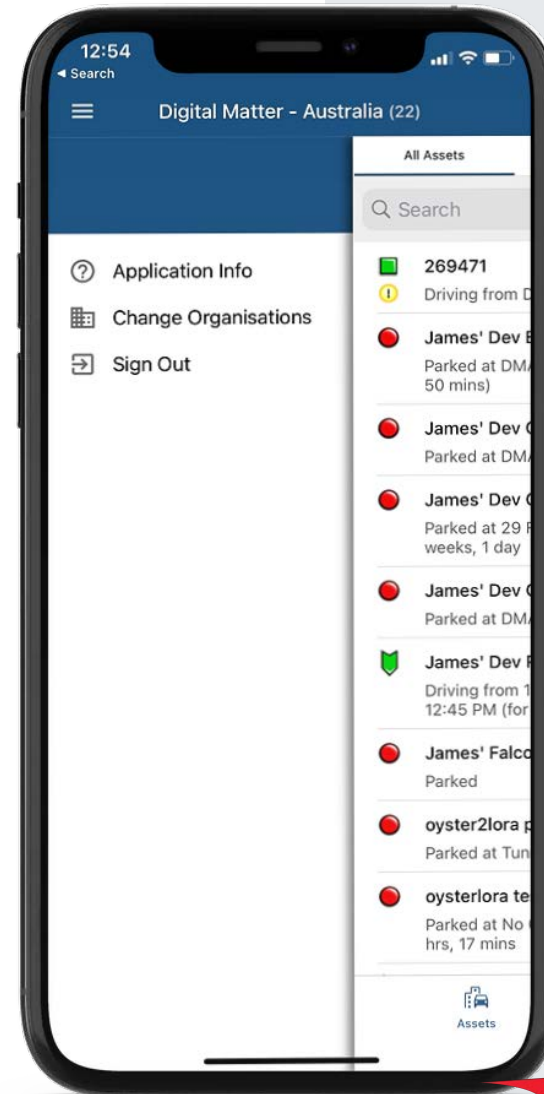 12:54
Search
Digital Matter - Australia (22)
All Assets
Search
Application Info
Change Organisations
Sign Out
269471
Driving from
James' Dev
Parked at
50 mins)
James' Dev
Parked at
James' Dev
Parked at 29
weeks, 1 day
James' Dev
Parked at
James' Dev
Driving from
12:45 PM (for
James'
Parked
oyster2lora
Parked at
oysterlora
Parked at No
hrs, 17 mins
Assets